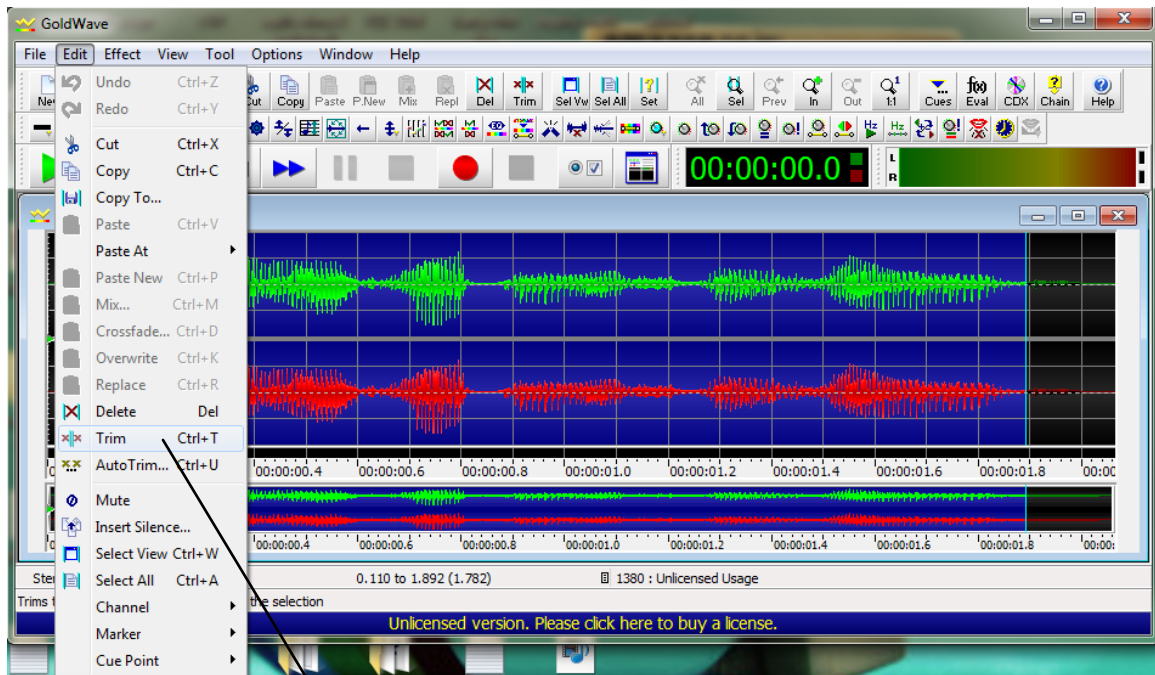 GoldWave
File Edit Effect View Tool Options Window Help
Cut Copy Paste P.New Mix Repl Del Trim Sel Vw Sel All Set All Sel Prev In Out 1:1 Cues Eval CDX Chain Help
Undo Ctrl+Z
Redo Ctrl+Y
Cut Ctrl+X
Copy Ctrl+C
Copy To...
Paste Ctrl+V
Paste At
Paste New Ctrl+P
Mix... Ctrl+M
Crossfade... Ctrl+D
Overwrite Ctrl+K
Replace Ctrl+R
Delete Del
Trim Ctrl+T
AutoTrim... Ctrl+U
Mute
Insert Silence...
Select View Ctrl+W
Select All Ctrl+A
Channel
Marker
Cue Point
00:00:00.0
L
R
00:00:00.4 00:00:00.6 00:00:00.8 00:00:01.0 00:00:01.2 00:00:01.4 00:00:01.6 00:00:01.8 00:00
00:00:00.4 00:00:00.6 00:00:00.8 00:00:01.0 00:00:01.2 00:00:01.4 00:00:01.6 00:00:01.8 00:00:
0.110 to 1.892 (1.782) 1380 : Unlicensed Usage
Trims the selection
Unlicensed version. Please click here to buy a license.